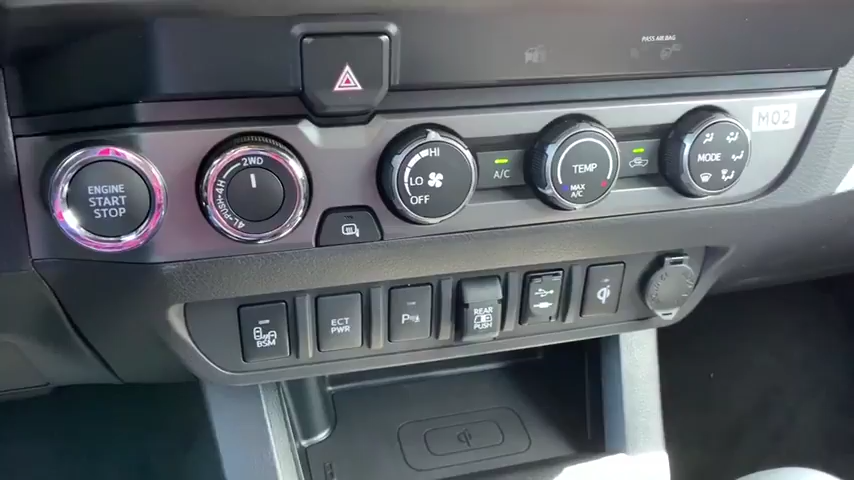 PASS AIR BAG
M02
ENGINE
START
STOP
2WD
4H
4L-PUSH
HI
LO
OFF
A/C
TEMP
MAX
A/C
MODE
BSM
ECT
PWR
P
REAR
PUSH